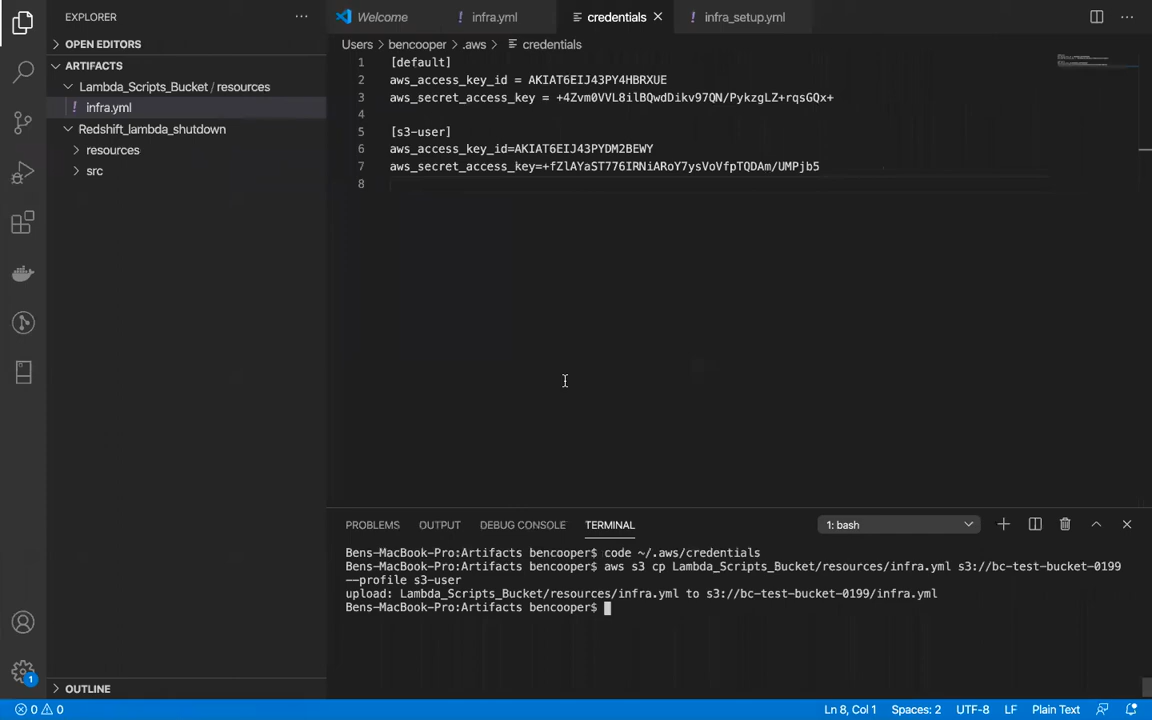 EXPLORER
OPEN EDITORS
ARTIFACTS
Lambda_Scripts_Bucket / resources
! infra.yml
Redshift_lambda_shutdown
resources
src
OUTLINE
Welcome
! infra.yml
credentials
! infra_setup.yml
Users > bencooper > .aws > credentials
1 [default]
2 aws_access_key_id = AKIAT6EIJ43PY4HBRXUE
3 aws_secret_access_key = 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
4
5 [s3-user]
6 aws_access_key_id=AKIAT6EIJ43PYDM2BEWY
7 aws_secret_access_key=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
8
PROBLEMS OUTPUT DEBUG CONSOLE TERMINAL
1: bash
Bens-MacBook-Pro:Artifacts bencooper$ code ~/.aws/credentials
Bens-MacBook-Pro:Artifacts bencooper$ aws s3 cp Lambda_Scripts_Bucket/resources/infra.yml s3://bc-test-bucket-0199
--profile s3-user
upload: Lambda_Scripts_Bucket/resources/infra.yml to s3://bc-test-bucket-0199/infra.yml
Bens-MacBook-Pro:Artifacts bencooper$
1
0 0
Ln 8, Col 1 Spaces: 2 UTF-8 LF Plain Text